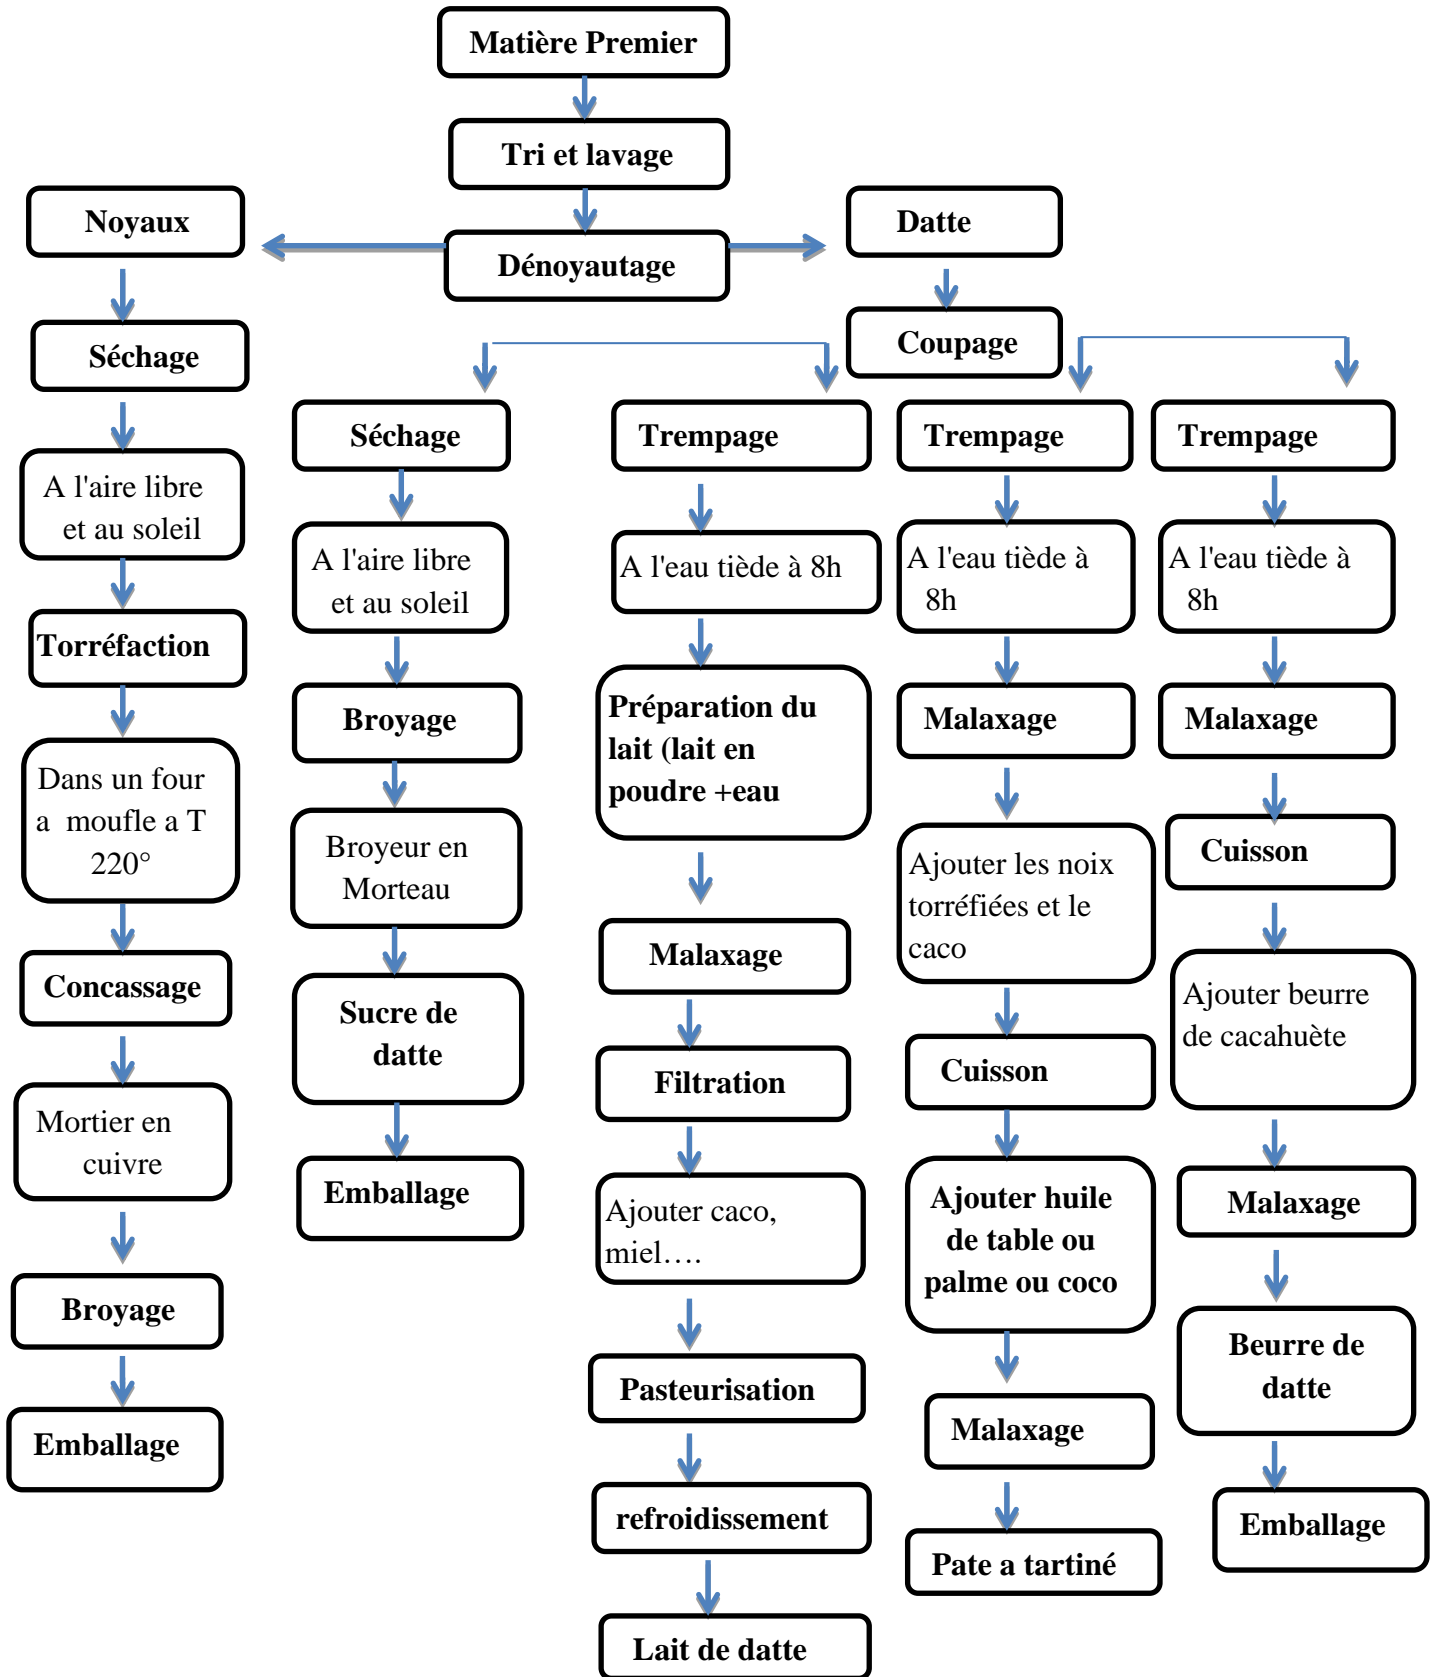 Matière Premier
Tri et lavage
Dénoyautage
Noyaux
Séchage
A l'aire libre
et au soleil
Torréfaction
Dans un four
a moufle a T
220°
Concassage
Mortier en
cuivre
Broyage
Emballage
Datte
Coupage
Séchage
A l'aire libre
et au soleil
Broyage
Broyeur en
Morteau
Sucre de
datte
Emballage
Trempage
A l'eau tiède à 8h
Préparation du
lait (lait en
poudre +eau
Malaxage
Filtration
Ajouter caco,
miel….
Pasteurisation
refroidissement
Lait de datte
Trempage
A l'eau tiède à
8h
Malaxage
Ajouter les noix
torréfiées et le
caco
Cuisson
Ajouter huile
de table ou
palme ou coco
Malaxage
Pate a tartiné
Trempage
A l'eau tiède à
8h
Malaxage
Cuisson
Ajouter beurre
de cacahuète
Malaxage
Beurre de
datte
Emballage